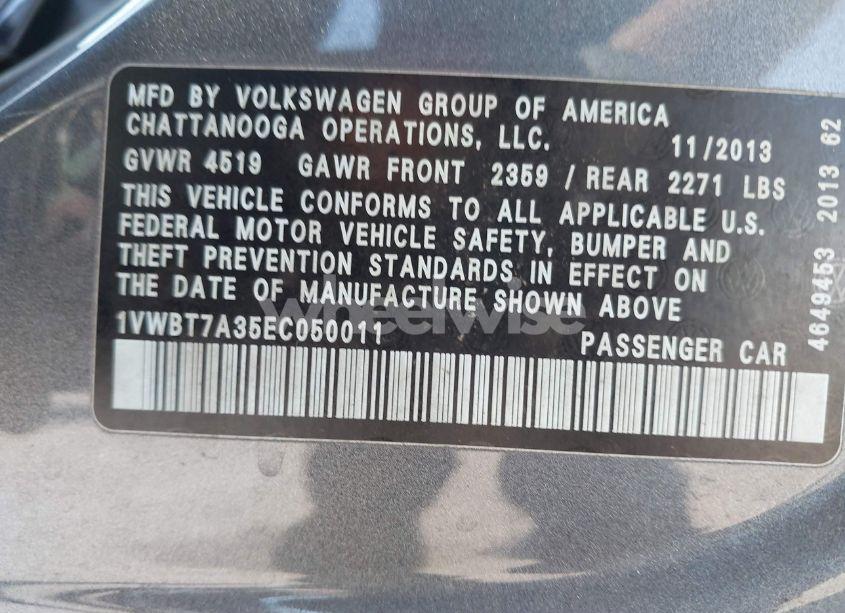 MFD BY VOLKSWAGEN GROUP OF AMERICA
CHATTANOOGA OPERATIONS, LLC. 11/2013
GVWR 4519 GAWR FRONT 2359 / REAR 2271 LBS
THIS VEHICLE CONFORMS TO ALL APPLICABLE U.S.
FEDERAL MOTOR VEHICLE SAFETY, BUMPER AND
THEFT PREVENTION STANDARDS IN EFFECT ON
THE DATE OF MANUFACTURE SHOWN ABOVE
1VWBT7A35EC050011 PASSENGER CAR
4649453 2013 62
wheelwise